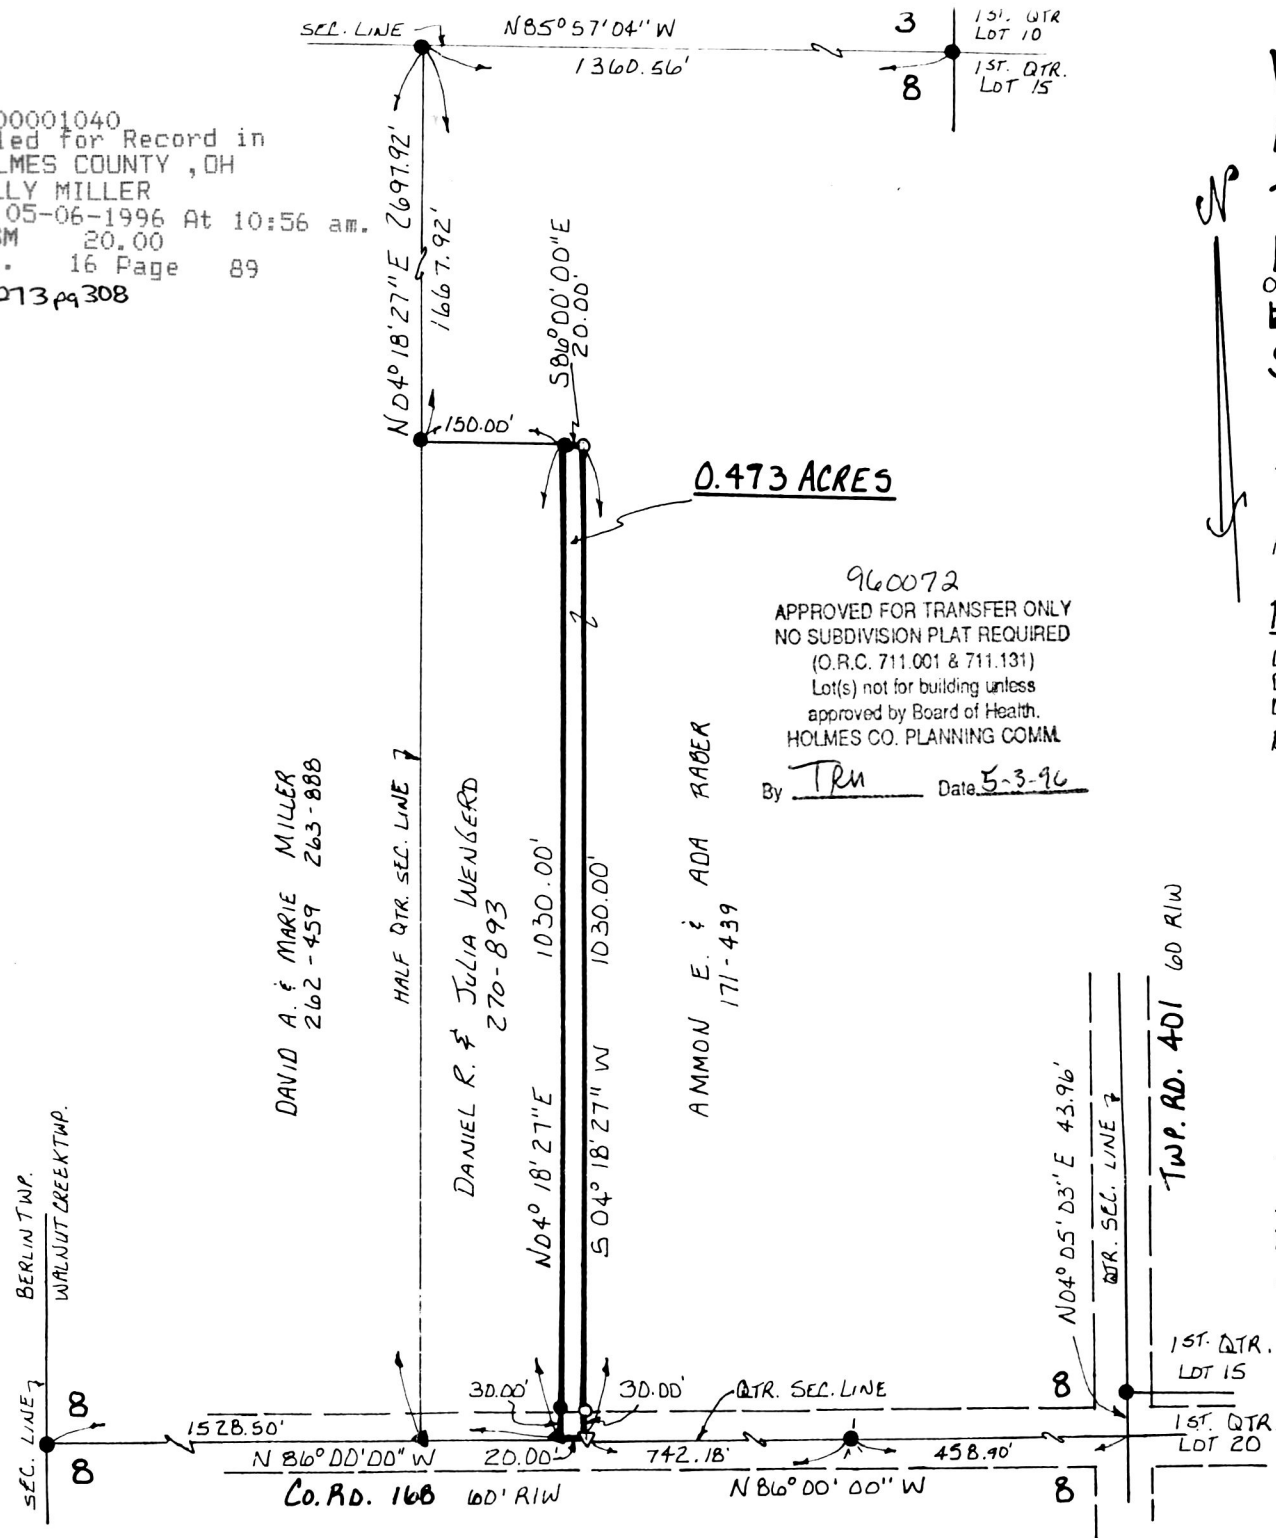 SEC. LINE
N85°57'04" W
1360.56'
3
8
1ST. QTR
LOT 10
1ST. QTR.
LOT 15
00001040
led for Record in
LMES COUNTY ,OH
LLY MILLER
05-06-1996 At 10:56 am.
20.00
. 16 Page 89
273 pg 308
N04°18'27"E 2697.92'
1667.92'
S86°00'00"E
20.00'
N
150.00'
0.473 ACRES
960072
APPROVED FOR TRANSFER ONLY
NO SUBDIVISION PLAT REQUIRED
(O.R.C. 711.001 & 711.131)
Lot(s) not for building unless
approved by Board of Health.
HOLMES CO. PLANNING COMM.
By Date 5-3-96
DAVID A. & MARIE MILLER
262-459 263-888
HALF QTR. SEC. LINE
DANIEL R. & JULIA WENGERD
270-893
N04°18'27"E 1030.00'
S04°18'27"W 1030.00'
AMMON E. & ADA RABER
171-439
N04°05'03"E 43.96'
QTR. SEC. LINE
TWP. RD. 401 60 R/W
BERLIN TWP.
WALNUT CREEK TWP.
SEC. LINE
8
8
1528.50'
N 86°00'00" W
30.00'
20.00'
30.00'
QTR. SEC. LINE
742.18'
458.90'
N86°00'00" W
CO. RD. 168 60' R/W
8
8
1ST. QTR.
LOT 15
1ST. QTR
LOT 20